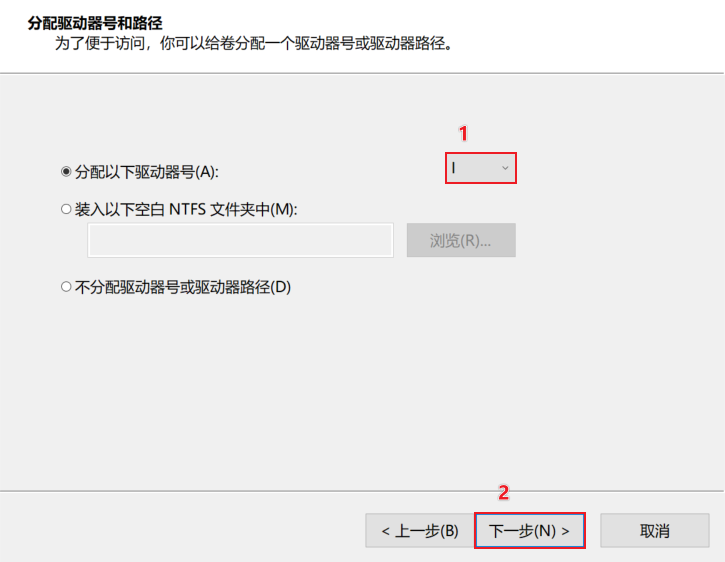 分配驱动器号和路径
为了便于访问，你可以给卷分配一个驱动器号或驱动器路径。
1
分配以下驱动器号(A):
I
装入以下空白 NTFS 文件夹中(M):
浏览(R)...
不分配驱动器号或驱动器路径(D)
2
< 上一步(B)
下一步(N) >
取消